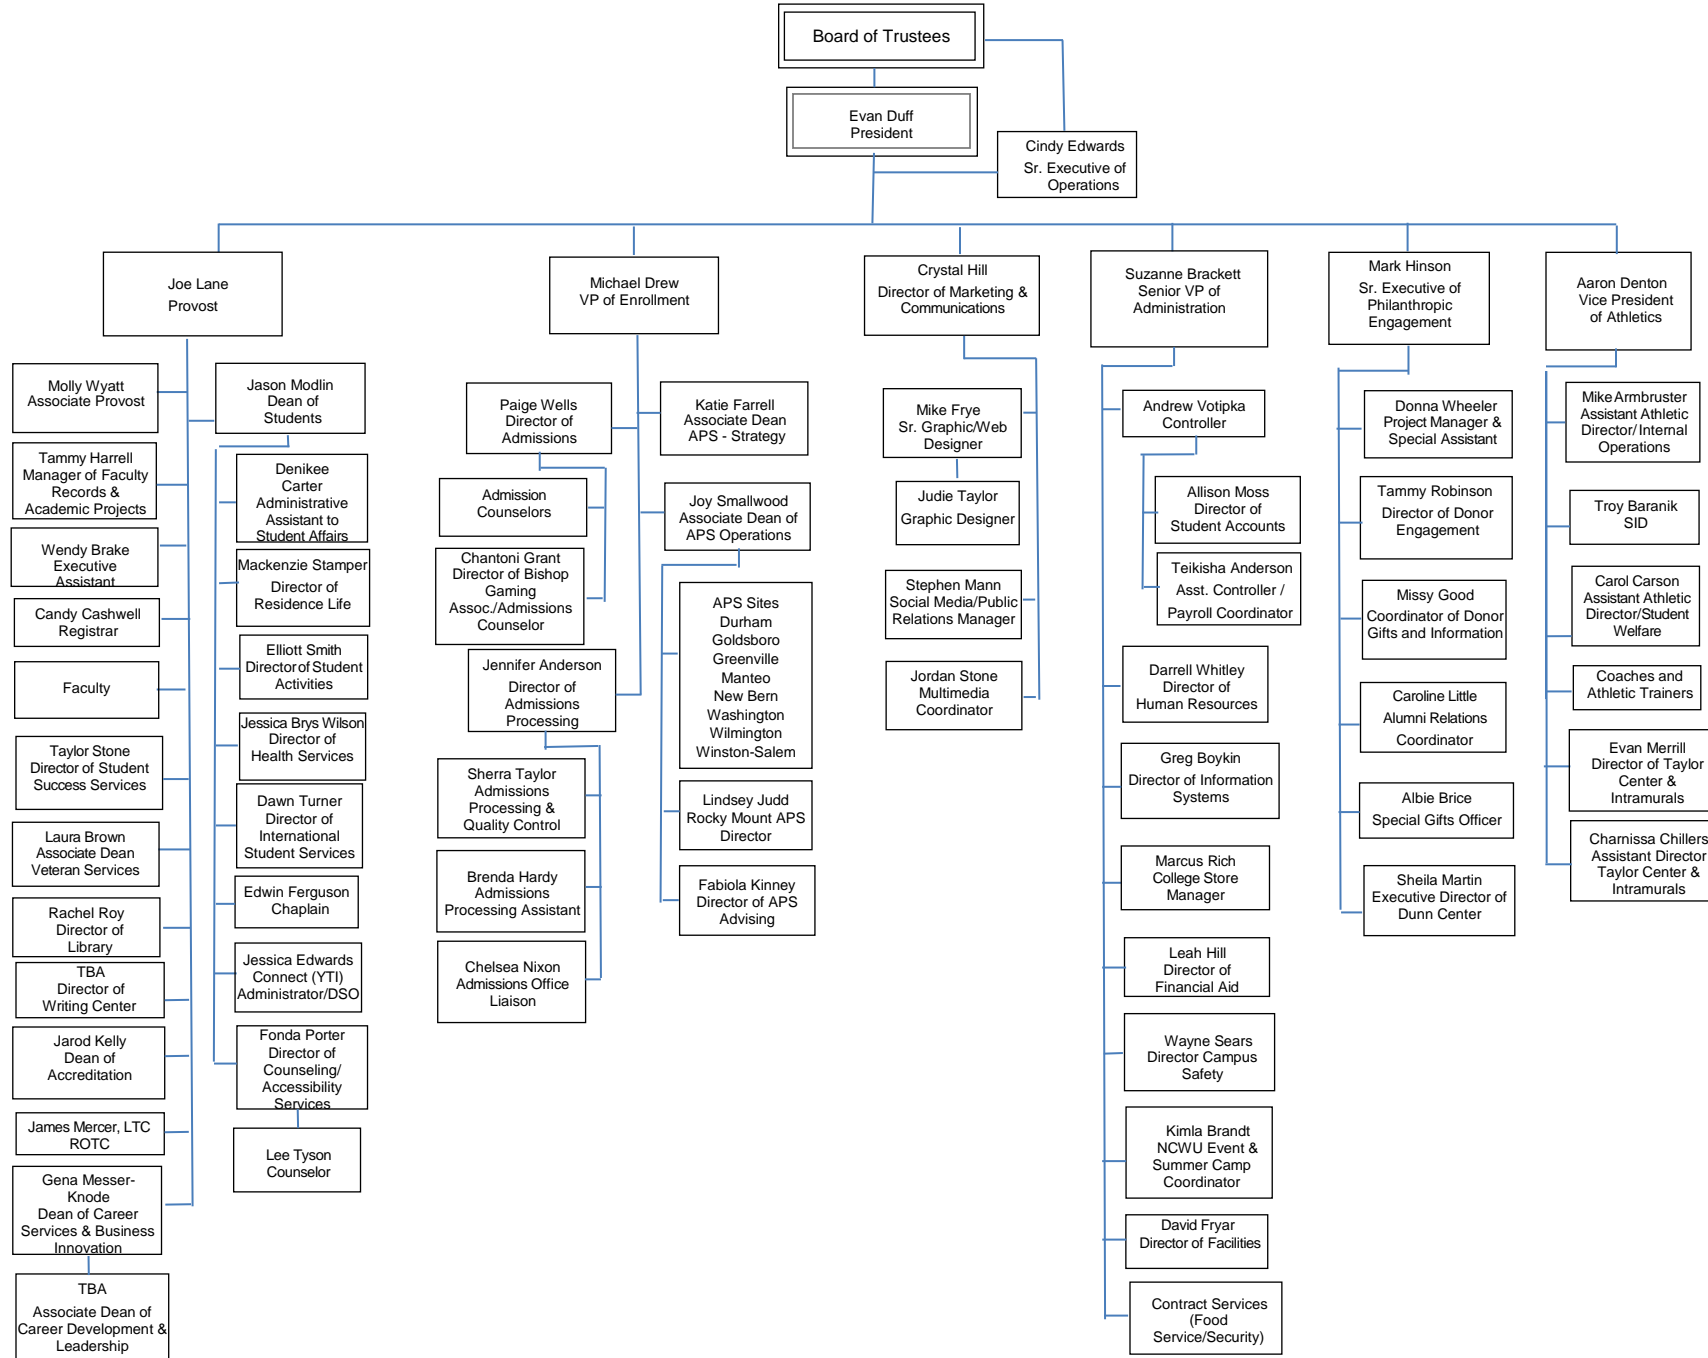 Board of Trustees
Evan Duff
President
Cindy Edwards
Sr. Executive of
Operations
Joe Lane
Provost
Molly Wyatt
Associate Provost
Tammy Harrell
Manager of Faculty
Records &
Academic Projects
Wendy Brake
Executive
Assistant
Candy Cashwell
Registrar
Faculty
Taylor Stone
Director of Student
Success Services
Laura Brown
Associate Dean
Veteran Services
Rachel Roy
Director of
Library
TBA
Director of
Writing Center
Jarod Kelly
Dean of
Accreditation
James Mercer, LTC
ROTC
Gena Messer-
Knode
Dean of Career
Services & Business
Innovation
TBA
Associate Dean of
Career Development &
Leadership
Jason Modlin
Dean of
Students
Denikee
Carter
Administrative
Assistant to
Student Affairs
Mackenzie Stamper
Director of
Residence Life
Elliott Smith
Director of Student
Activities
Jessica Brys Wilson
Director of
Health Services
Dawn Turner
Director of
International
Student Services
Edwin Ferguson
Chaplain
Jessica Edwards
Connect (YTI)
Administrator/DSO
Fonda Porter
Director of
Counseling/
Accessibility
Services
Lee Tyson
Counselor
Michael Drew
VP of Enrollment
Paige Wells
Director of
Admissions
Admission
Counselors
Chantoni Grant
Director of Bishop
Gaming
Assoc./Admissions
Counselor
Jennifer Anderson
Director of
Admissions
Processing
Sherra Taylor
Admissions
Processing &
Quality Control
Brenda Hardy
Admissions
Processing Assistant
Chelsea Nixon
Admissions Office
Liaison
Katie Farrell
Associate Dean
APS - Strategy
Joy Smallwood
Associate Dean of
APS Operations
APS Sites
Durham
Goldsboro
Greenville
Manteo
New Bern
Washington
Wilmington
Winston-Salem
Lindsey Judd
Rocky Mount APS
Director
Fabiola Kinney
Director of APS
Advising
Crystal Hill
Director of Marketing &
Communications
Mike Frye
Sr. Graphic/Web
Designer
Judie Taylor
Graphic Designer
Stephen Mann
Social Media/Public
Relations Manager
Jordan Stone
Multimedia
Coordinator
Suzanne Brackett
Senior VP of
Administration
Andrew Votipka
Controller
Allison Moss
Director of
Student Accounts
Teikisha Anderson
Asst. Controller /
Payroll Coordinator
Darrell Whitley
Director of
Human Resources
Greg Boykin
Director of Information
Systems
Marcus Rich
College Store
Manager
Leah Hill
Director of
Financial Aid
Wayne Sears
Director Campus
Safety
Kimla Brandt
NCWU Event &
Summer Camp
Coordinator
David Fryar
Director of Facilities
Contract Services
(Food
Service/Security)
Mark Hinson
Sr. Executive of
Philanthropic
Engagement
Donna Wheeler
Project Manager &
Special Assistant
Tammy Robinson
Director of Donor
Engagement
Missy Good
Coordinator of Donor
Gifts and Information
Caroline Little
Alumni Relations
Coordinator
Albie Brice
Special Gifts Officer
Sheila Martin
Executive Director of
Dunn Center
Aaron Denton
Vice President
of Athletics
Mike Armbruster
Assistant Athletic
Director/ Internal
Operations
Troy Baranik
SID
Carol Carson
Assistant Athletic
Director/Student
Welfare
Coaches and
Athletic Trainers
Evan Merrill
Director of Taylor
Center &
Intramurals
Charnissa Chillers
Assistant Director
Taylor Center &
Intramurals